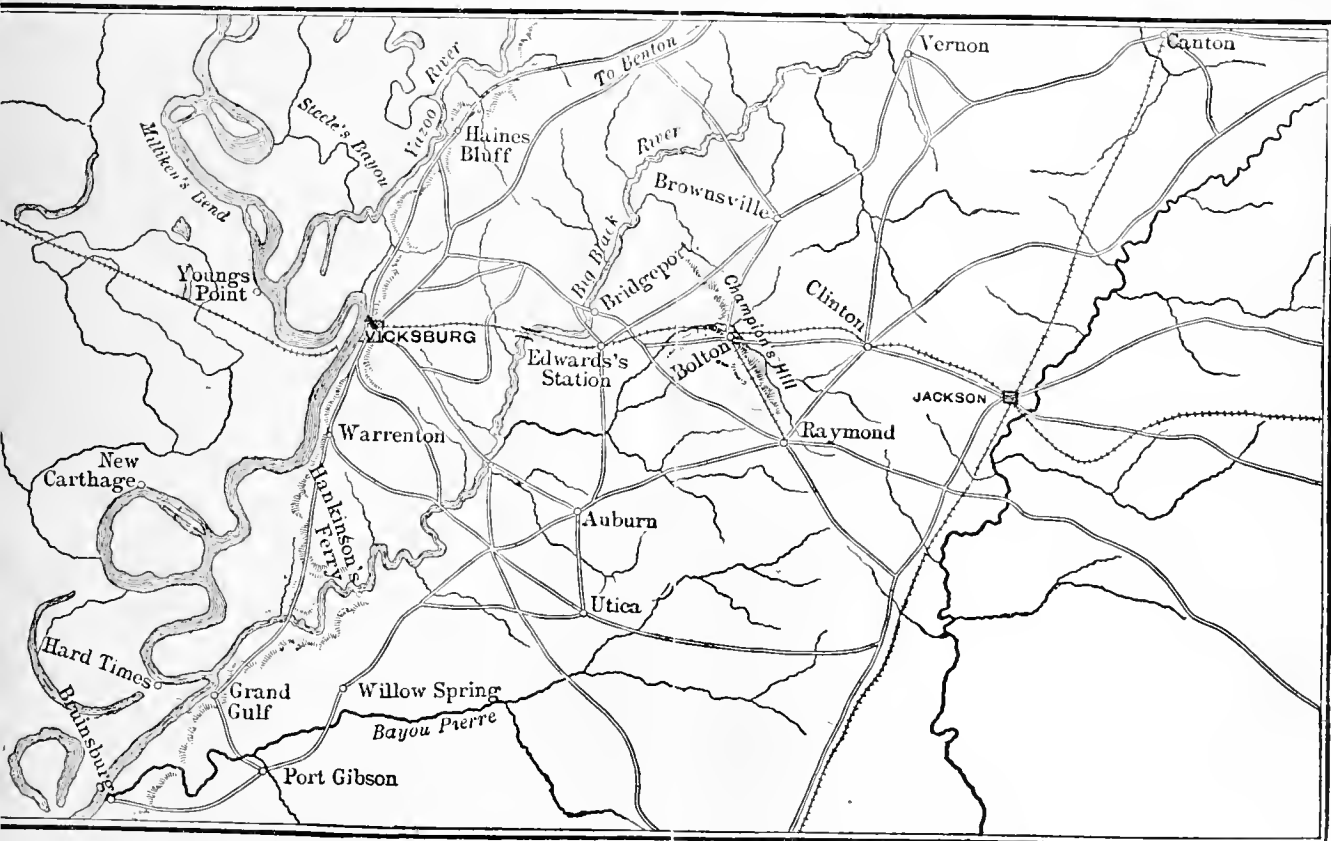 Vernon
Canton
To Benton
Yazoo River
Steele's Bayou
Milliken's Bend
Haines
Bluff
Big Black River
Brownsville
Youngs
Point
Bridgeport
Champion's Hill
Clinton
VICKSBURG
Edwards's
Station
Bolton
JACKSON
Warrenton
Raymond
New
Carthage
Hankinson's
Ferry
Auburn
Utica
Hard Times
Grand
Gulf
Willow Spring
Bayou Pierre
Bruinsburg
Port Gibson